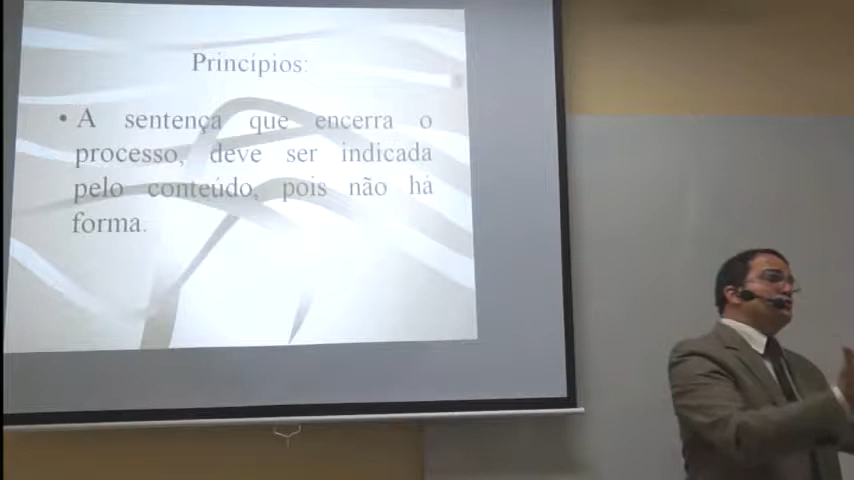 Princípios:
• A sentença que encerra o
processo, deve ser indicada
pelo conteúdo, pois não há
forma.